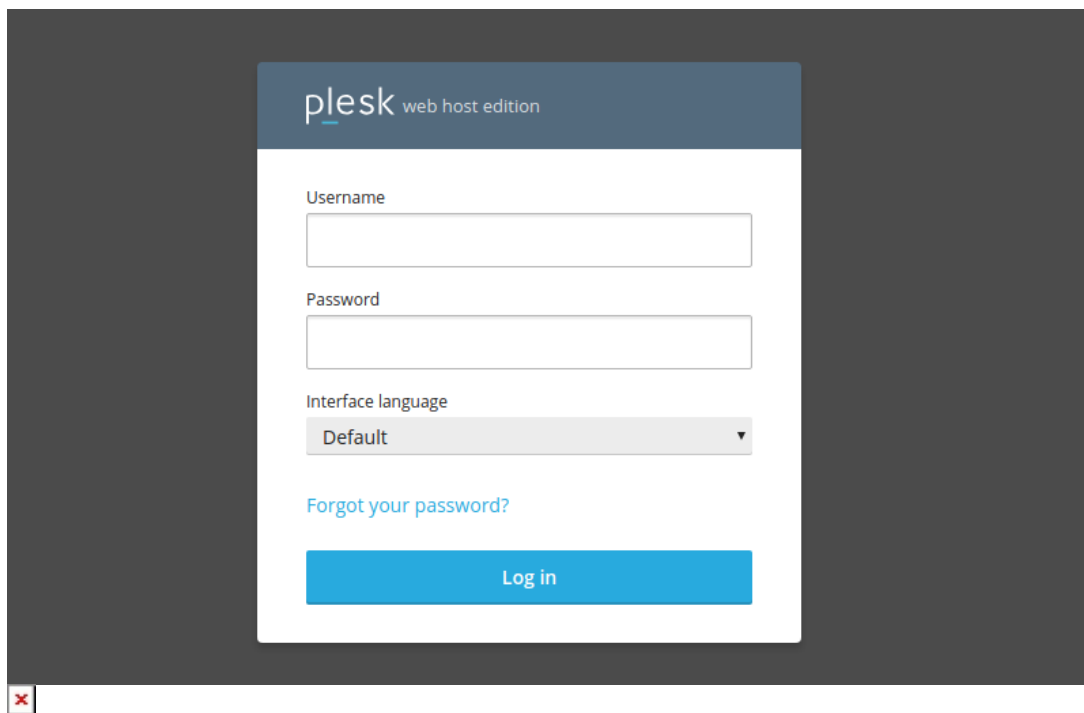 plesk web host edition
Username
Password
Interface language
Default
Forgot your password?
Log in